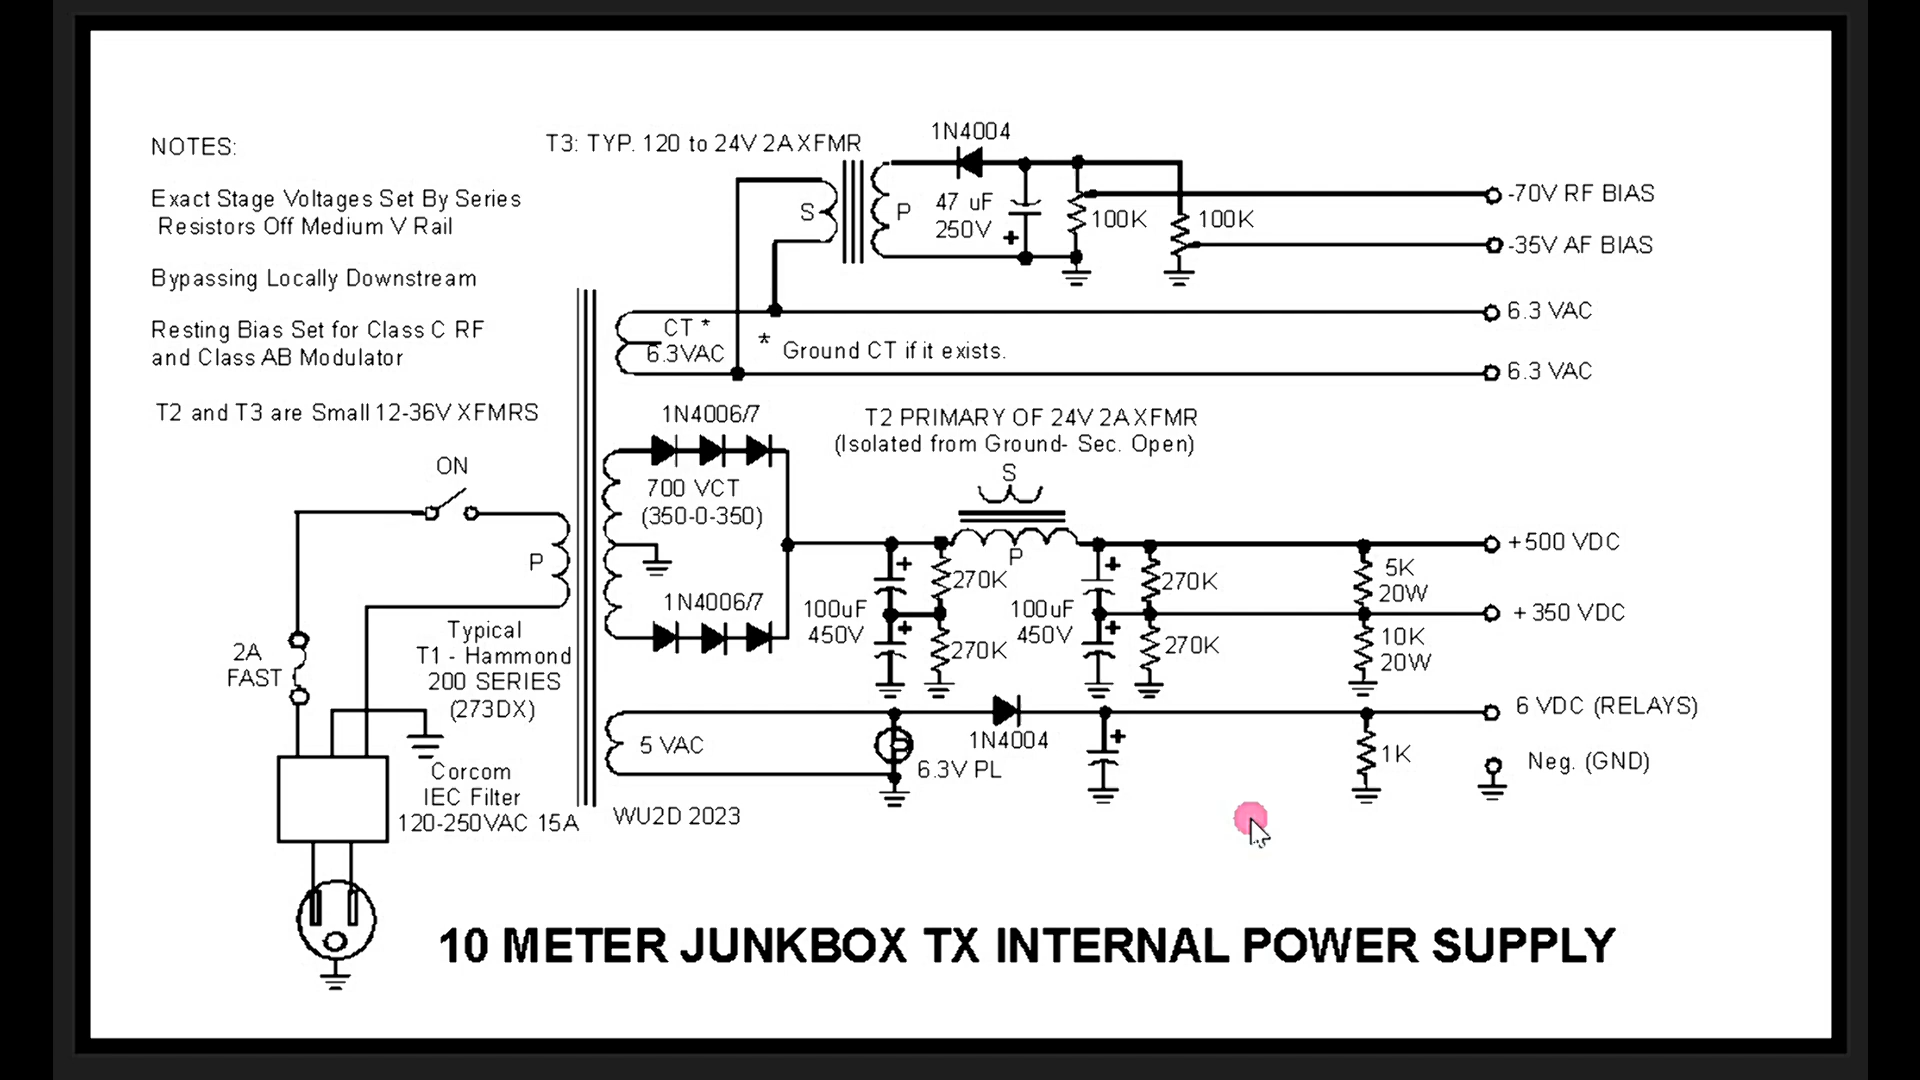 NOTES:
Exact Stage Voltages Set By Series
Resistors Off Medium V Rail
Bypassing Locally Downstream
Resting Bias Set for Class C RF
and Class AB Modulator
T2 and T3 are Small 12-36V XFMRS
T3: TYP. 120 to 24V 2A XFMR
1N4004
S
P
47 uF
250V
+
100K
100K
-70V RF BIAS
-35V AF BIAS
6.3 VAC
CT *
6.3VAC
* Ground CT if it exists.
6.3 VAC
1N4006/7
700 VCT
(350-0-350)
1N4006/7
T2 PRIMARY OF 24V 2A XFMR
(Isolated from Ground- Sec. Open)
S
P
+
270K
100uF
450V
+
270K
+
270K
100uF
450V
+
270K
5K
20W
10K
20W
+500 VDC
+350 VDC
ON
P
2A
FAST
Typical
T1 - Hammond
200 SERIES
(273DX)
Corcom
IEC Filter
120-250VAC 15A
5 VAC
6.3V PL
1N4004
+
1K
6 VDC (RELAYS)
Neg. (GND)
WU2D 2023
10 METER JUNKBOX TX INTERNAL POWER SUPPLY